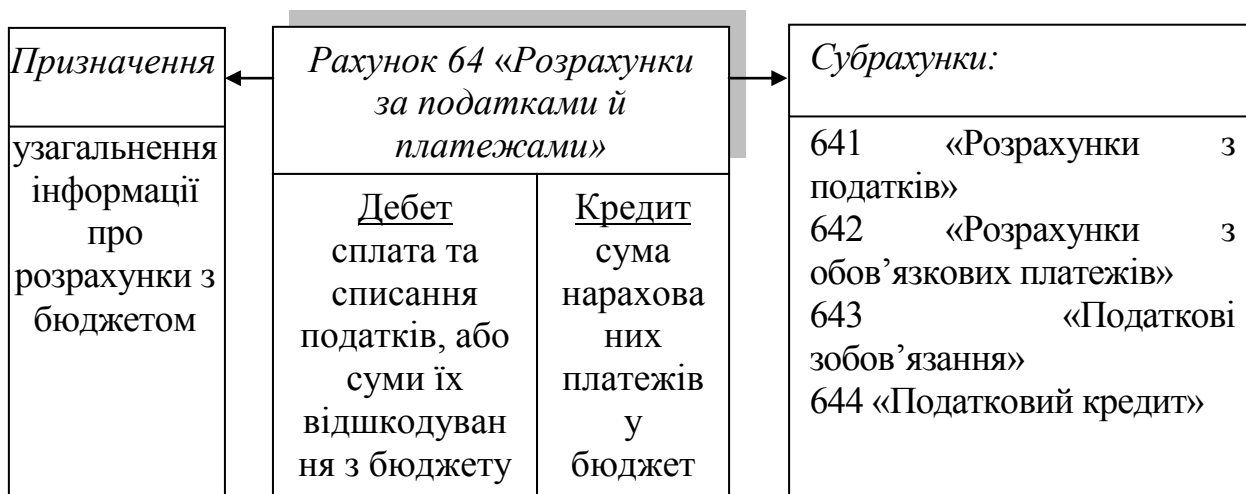 Призначення
узагальнення
інформації
про
розрахунки з
бюджетом
Рахунок 64 «Розрахунки
за податками й
платежами»
Дебет
сплата та
списання
податків, або
суми їх
відшкодуван
ня з бюджету
Кредит
сума
нарахова
них
платежів
у
бюджет
Субрахунки:
641 «Розрахунки з
податків»
642 «Розрахунки з
обов’язкових платежів»
643 «Податкові
зобов’язання»
644 «Податковий кредит»